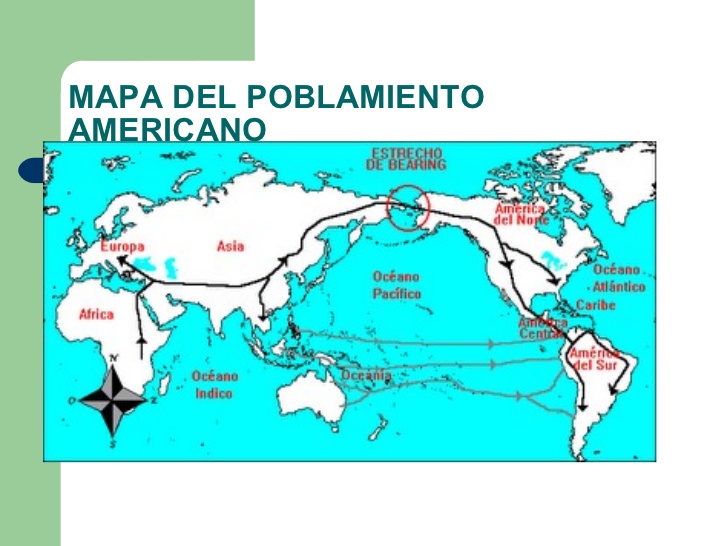 MAPA DEL POBLAMIENTO
AMERICANO
ESTRECHO
DE BEARING
América
del Norte
Europa
Asia
Océano
Pacífico
Océano
Atlántico
Caribe
Africa
América
Central
América
del Sur
Oceanía
Océano
Indico
N
O
E
S